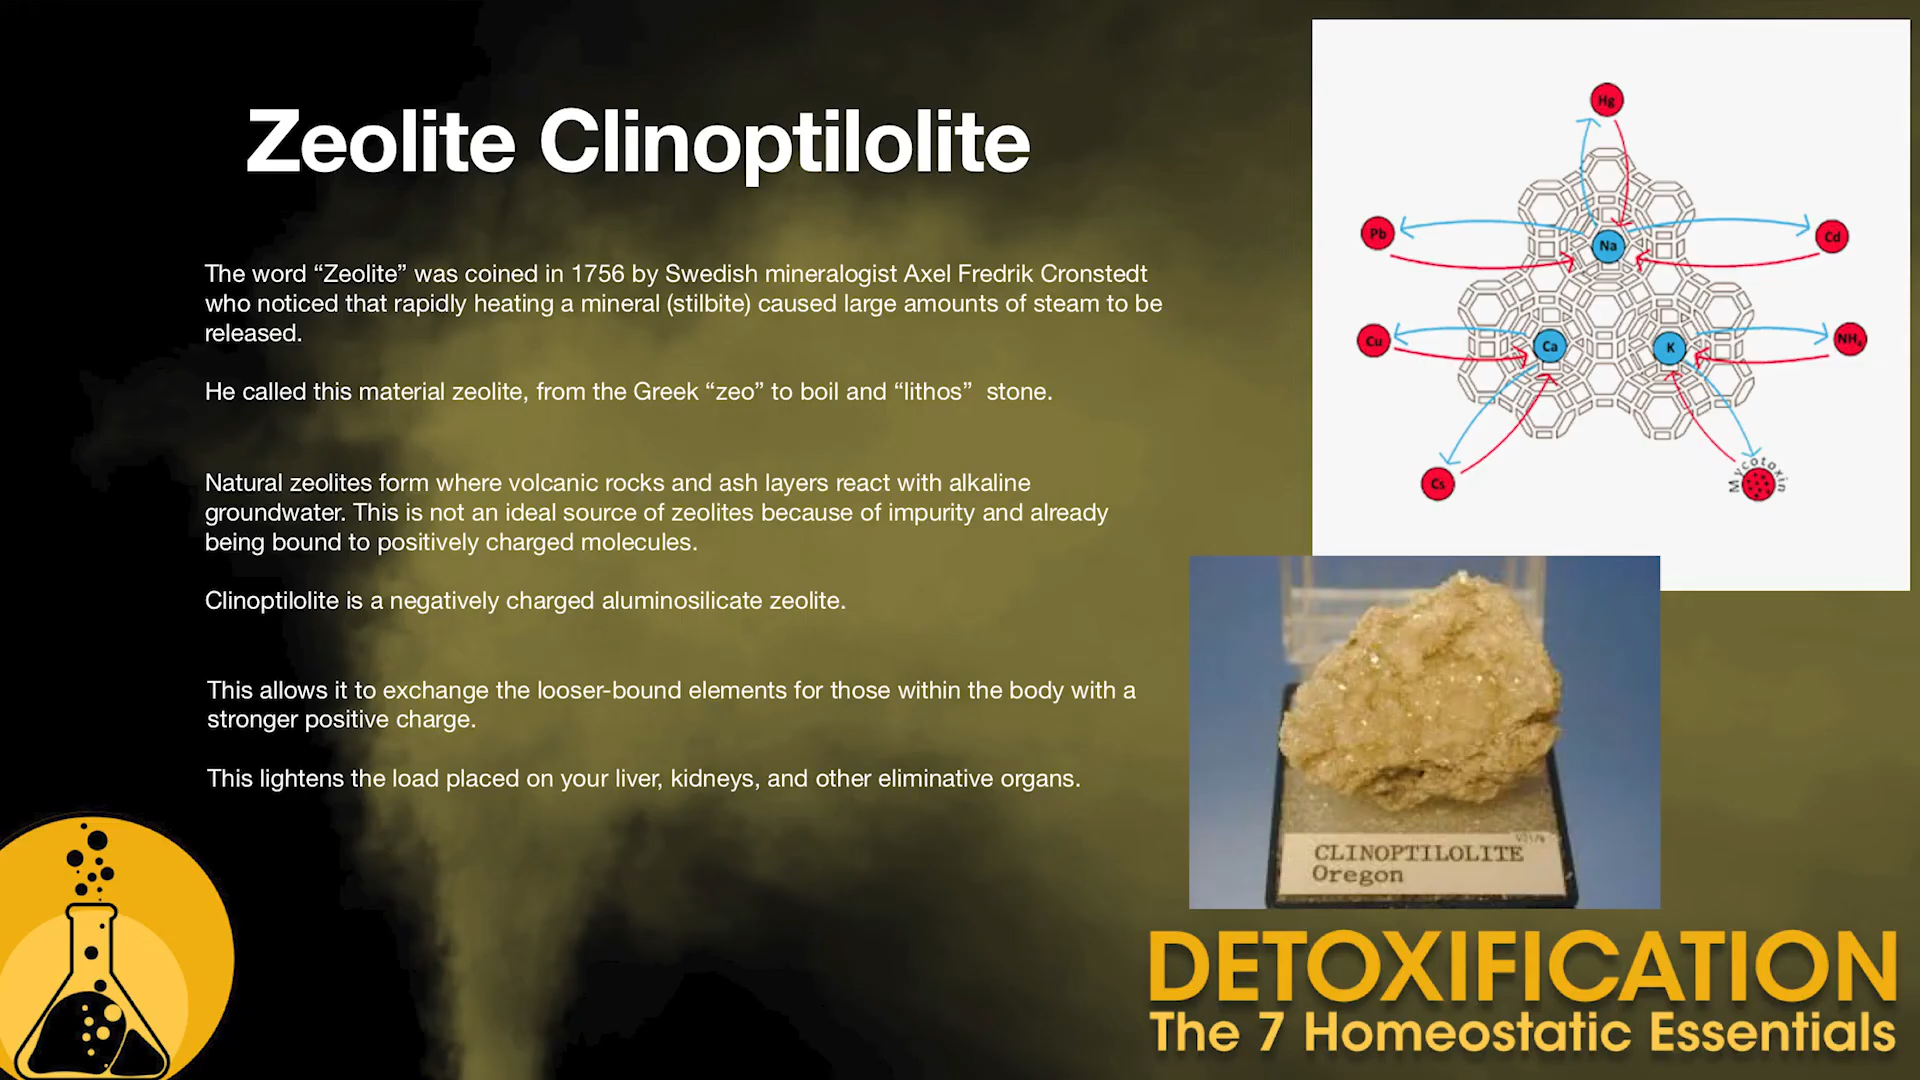 Zeolite Clinoptilolite
The word “Zeolite” was coined in 1756 by Swedish mineralogist Axel Fredrik Cronstedt
who noticed that rapidly heating a mineral (stilbite) caused large amounts of steam to be
released.
He called this material zeolite, from the Greek “zeo” to boil and “lithos”  stone.
Natural zeolites form where volcanic rocks and ash layers react with alkaline
groundwater. This is not an ideal source of zeolites because of impurity and already
being bound to positively charged molecules.
Clinoptilolite is a negatively charged aluminosilicate zeolite.
This allows it to exchange the looser-bound elements for those within the body with a
stronger positive charge.
This lightens the load placed on your liver, kidneys, and other eliminative organs.
Hg
Pb
Na
Cd
Cu
Ca
K
NH4
Cs
Mycotoxin
CLINOPTILOLITE
Oregon
DETOXIFICATION
The 7 Homeostatic Essentials